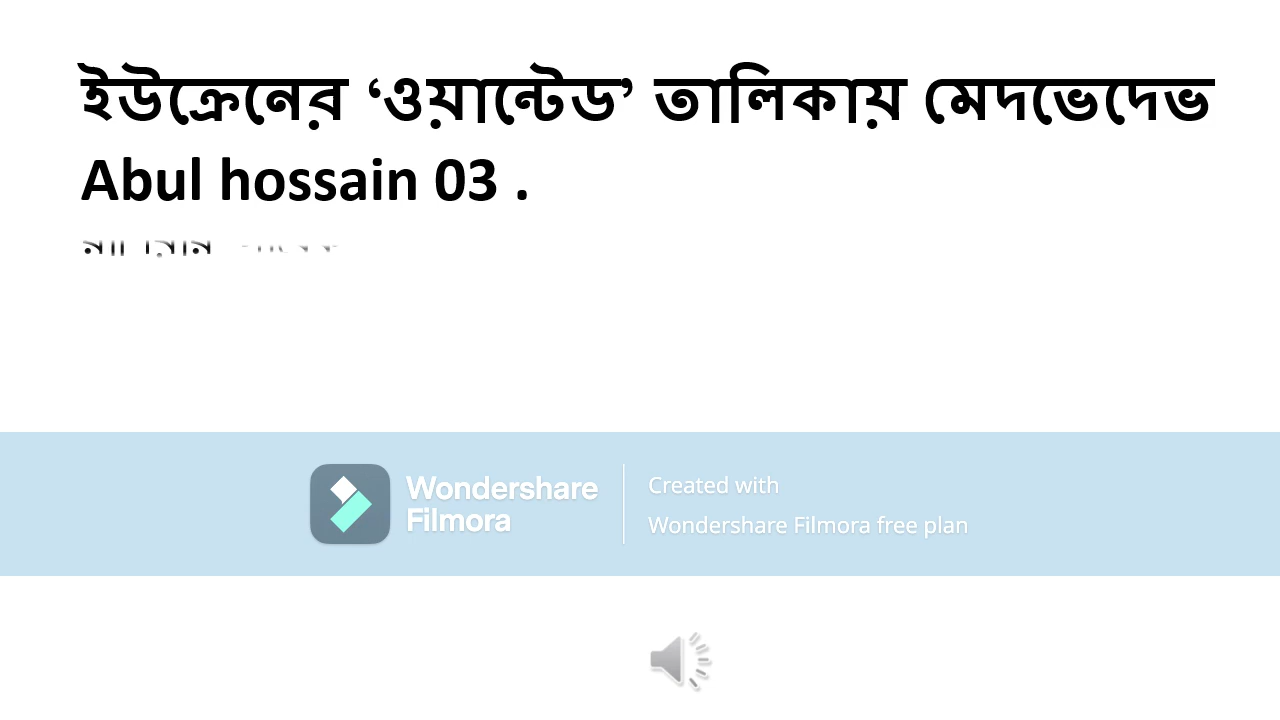 ইউক্রেনের ‘ওয়ান্টেড’ তালিকায় মেদভেদেভ
Abul hossain 03 .
Wondershare
Filmora
Created with
Wondershare Filmora free plan